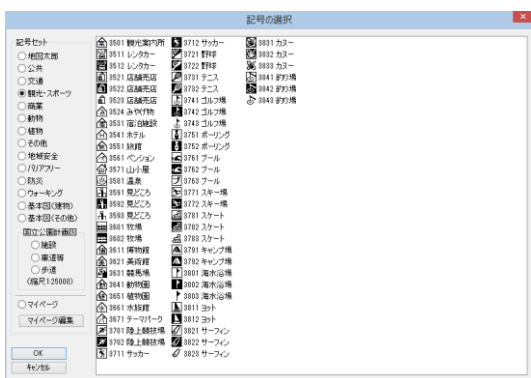 記号の選択
記号セット
地図太郎
公共
交通
観光・スポーツ
商業
動物
植物
その他
地域安全
バリアフリー
防災
ウォーキング
基本図(建物)
基本図(その他)
国立公園計画図
施設
車道等
歩道
(縮尺1:25000)
マイページ
マイページ編集
OK
キャンセル
3501 観光案内所
3511 レンタカー
3512 レンタカー
3521 店舗売店
3522 店舗売店
3523 店舗売店
3524 みやげ物
3531 宿泊施設
3541 ホテル
3551 旅館
3561 ペンション
3571 山小屋
3581 温泉
3591 見どころ
3592 見どころ
3593 見どころ
3601 牧場
3602 牧場
3611 博物館
3621 美術館
3631 競馬場
3641 動物園
3651 植物園
3661 水族館
3671 テーマパーク
3701 陸上競技場
3702 陸上競技場
3711 サッカー
3712 サッカー
3721 野球
3722 野球
3731 テニス
3732 テニス
3741 ゴルフ場
3742 ゴルフ場
3743 ゴルフ場
3751 ボーリング
3752 ボーリング
3761 プール
3762 プール
3763 プール
3771 スキー場
3772 スキー場
3781 スケート
3782 スケート
3783 スケート
3791 キャンプ場
3792 キャンプ場
3801 海水浴場
3802 海水浴場
3803 海水浴場
3811 ヨット
3812 ヨット
3821 サーフィン
3822 サーフィン
3823 サーフィン
3831 カヌー
3832 カヌー
3833 カヌー
3841 釣り場
3842 釣り場
3843 釣り場